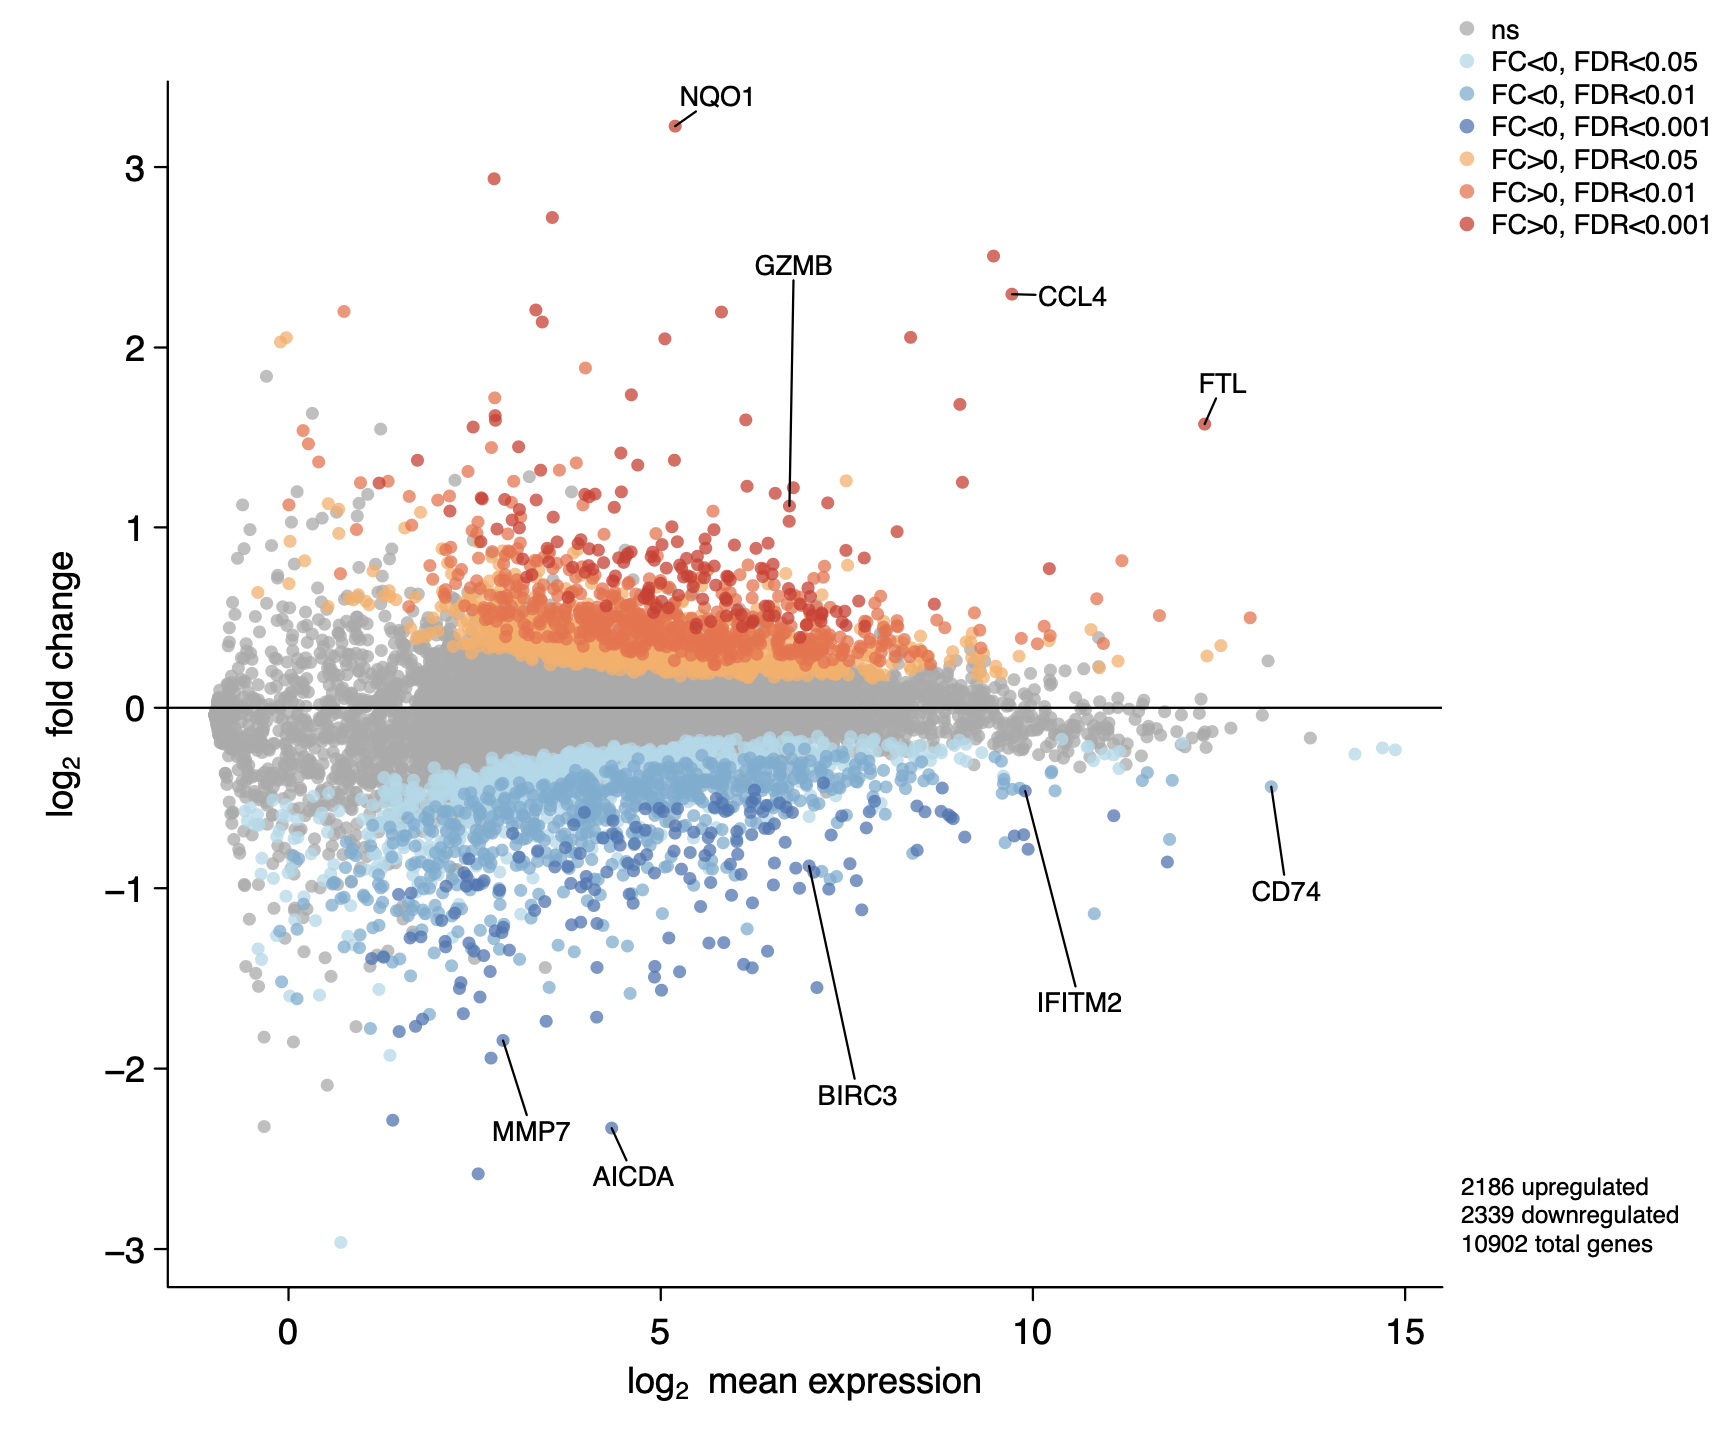 ns
FC<0, FDR<0.05
FC<0, FDR<0.01
FC<0, FDR<0.001
FC>0, FDR<0.05
FC>0, FDR<0.01
FC>0, FDR<0.001
NQO1
GZMB
CCL4
FTL
3
2
1
0
−1
−2
−3
log2 fold change
CD74
IFITM2
BIRC3
MMP7
AICDA
2186 upregulated
2339 downregulated
10902 total genes
0 5 10 15
log2 mean expression